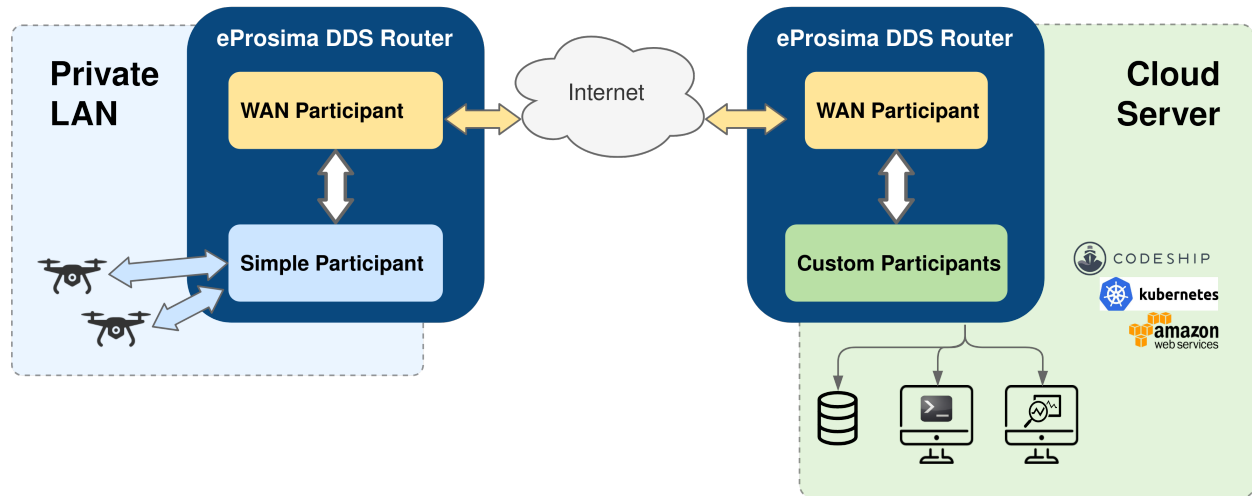 eProsima DDS Router
eProsima DDS Router
Private
LAN
Cloud
Server
WAN Participant
Internet
WAN Participant
Simple Participant
Custom Participants
CODESHIP
kubernetes
amazon
web services
>_